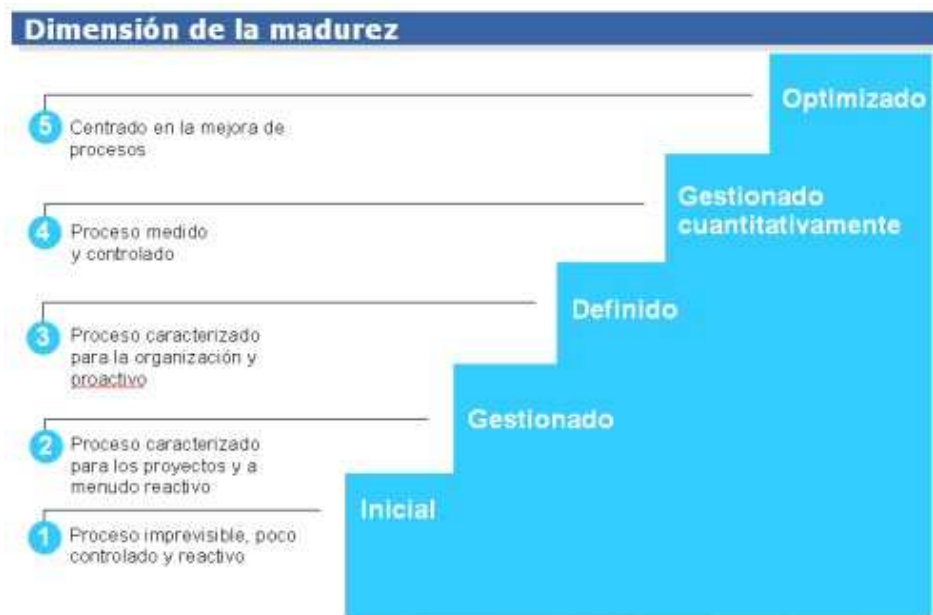 Dimensión de la madurez
Optimizado
5
Centrado en la mejora de
procesos
Gestionado
cuantitativamente
4
Proceso medido
y controlado
Definido
3
Proceso caracterizado
para la organización y
proactivo
Gestionado
2
Proceso caracterizado
para los proyectos y a
menudo reactivo
Inicial
1
Proceso imprevisible, poco
controlado y reactivo